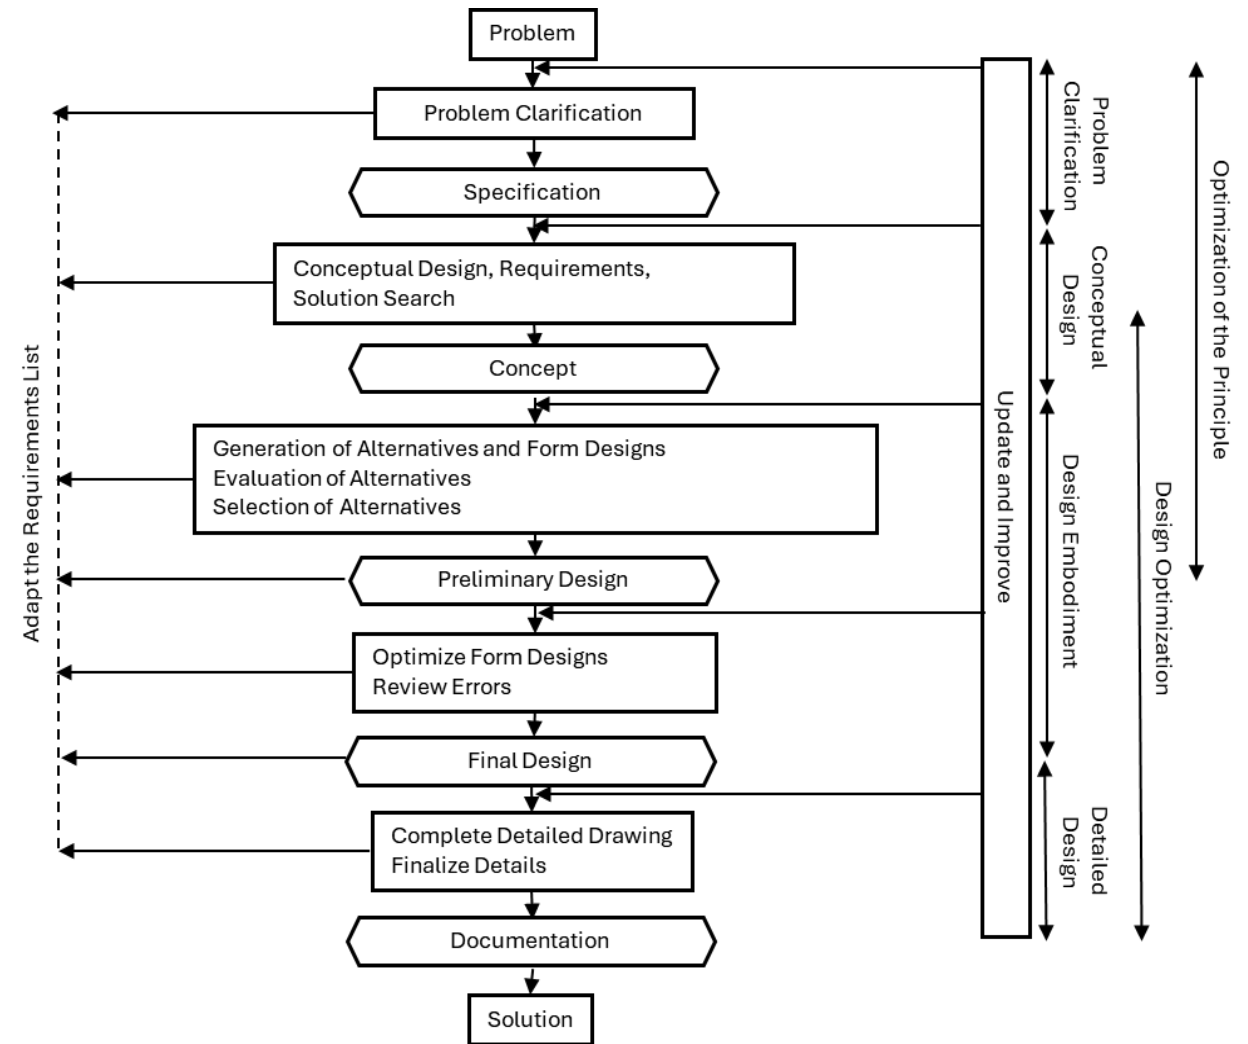 Problem
Problem Clarification
Specification
Conceptual Design, Requirements,
Solution Search
Concept
Generation of Alternatives and Form Designs
Evaluation of Alternatives
Selection of Alternatives
Preliminary Design
Optimize Form Designs
Review Errors
Final Design
Complete Detailed Drawing
Finalize Details
Documentation
Solution
Adapt the Requirements List
Update and Improve
Problem
Clarification
Conceptual
Design
Design Embodiment
Detailed
Design
Design Optimization
Optimization of the Principle